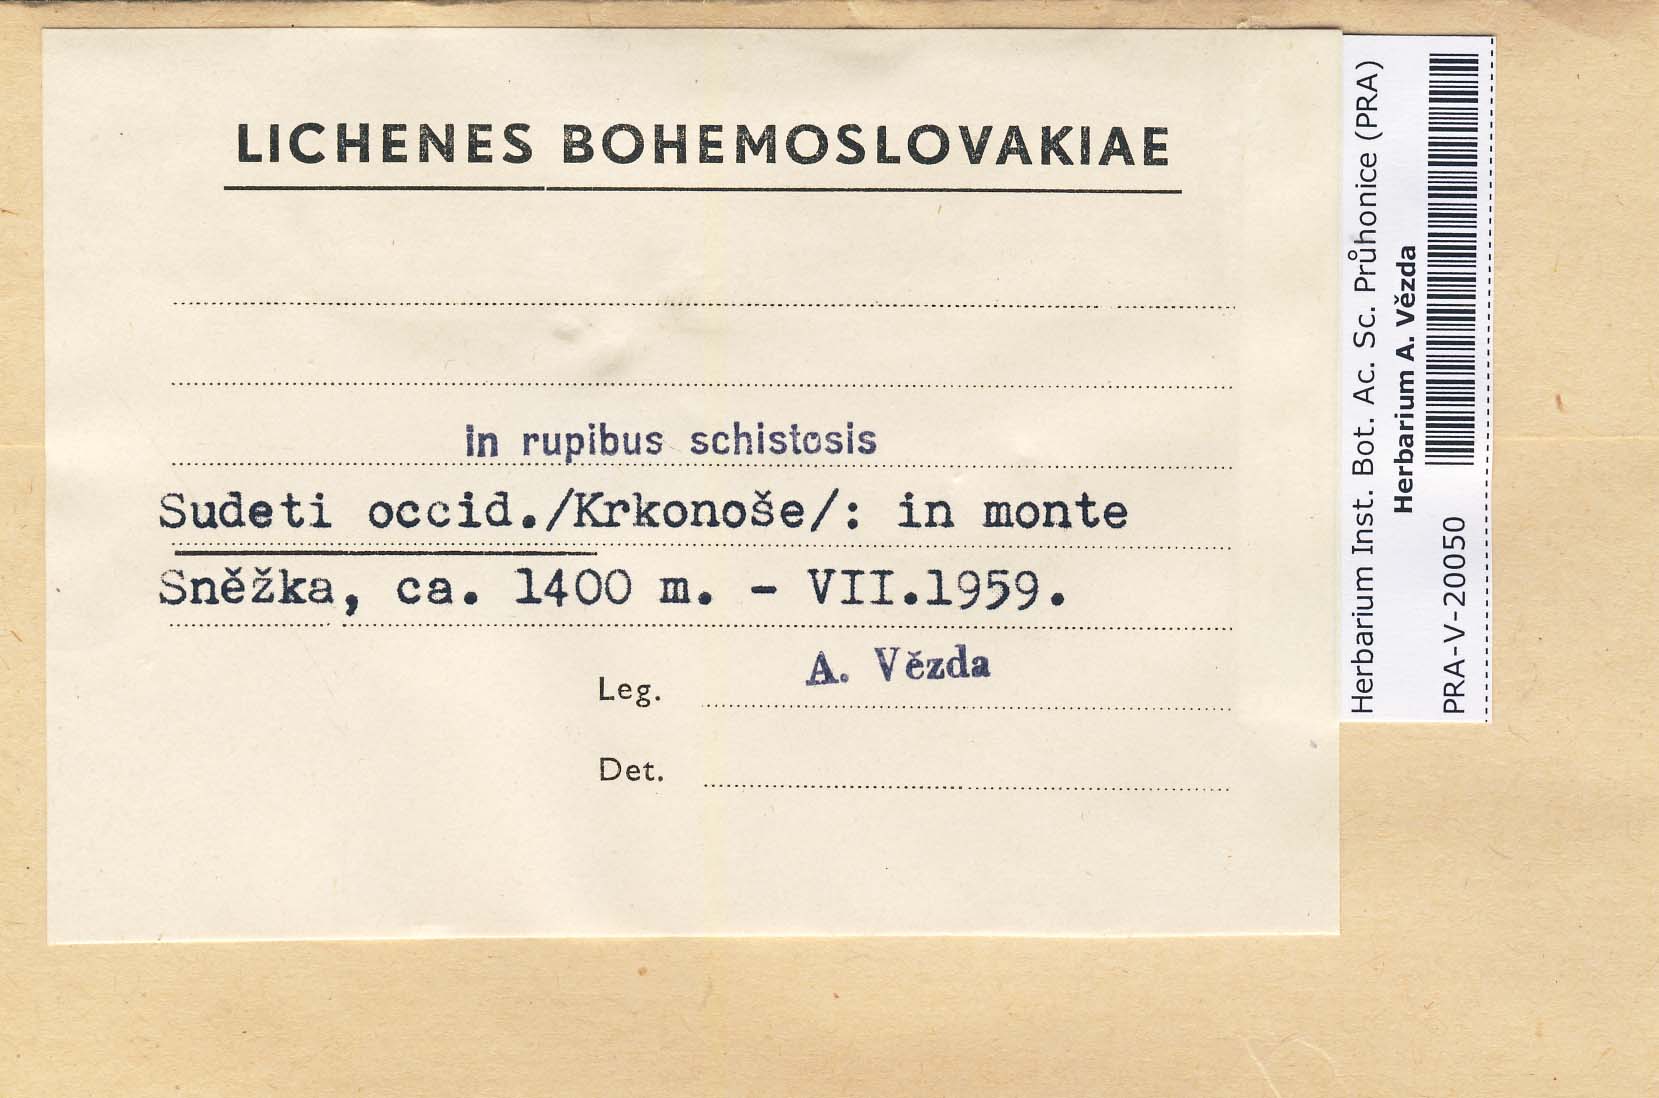 LICHENES BOHEMOSLOVAKIAE
in rupibus schistosis
Sudeti occid./Krkonoše/: in monte
Sněžka, ca. 1400 m. - VII.1959.
Leg. A. Vězda
Det.
Herbarium Inst. Bot. Ac. Sc. Průhonice (PRA)
Herbarium A. Vězda
PRA-V-20050